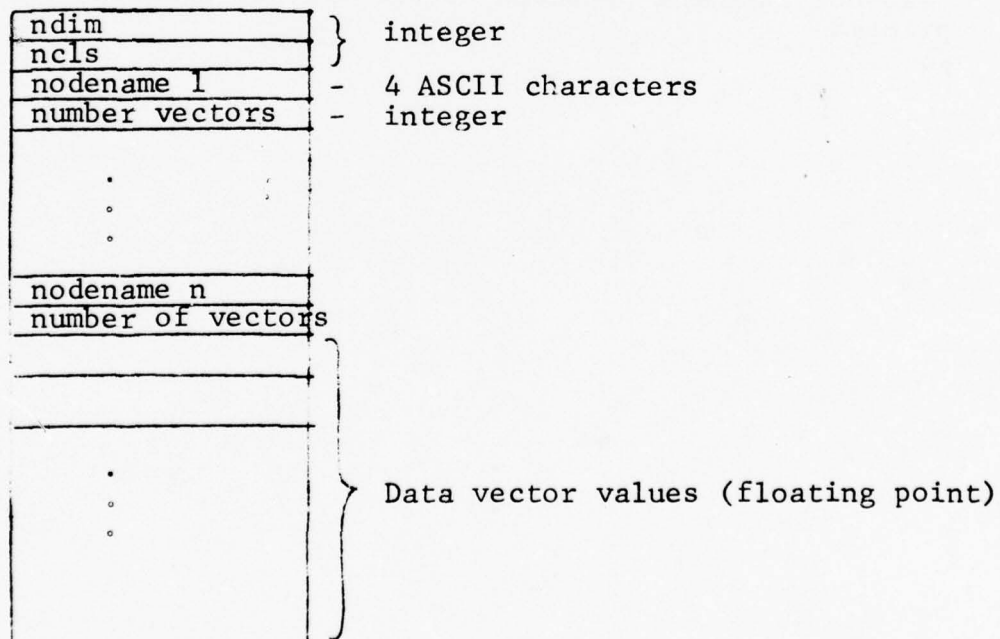 ndim
ncls
integer
nodename 1 - 4 ASCII characters
number vectors - integer
nodename n
number of vectors
Data vector values (floating point)